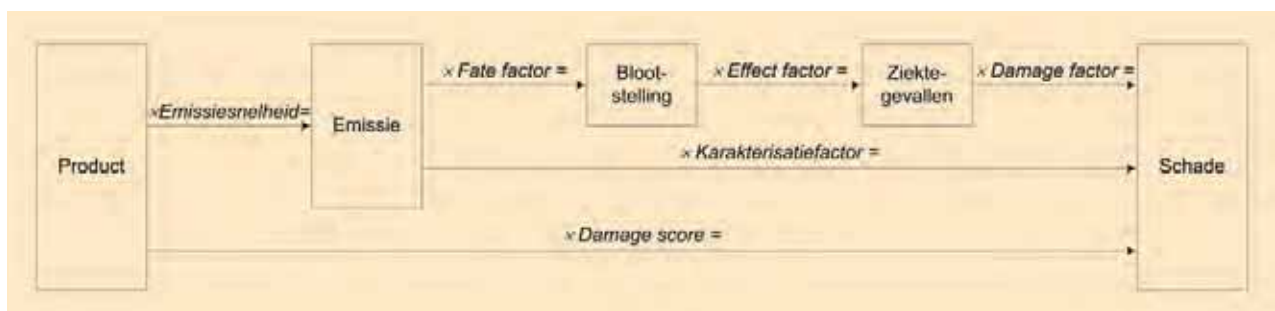 × Fate factor =
Bloot-
stelling
× Effect factor =
Ziekte-
gevallen
× Damage factor =
×Emissiesnelheid=
Emissie
× Karakterisatiefactor =
Product
Schade
× Damage score =